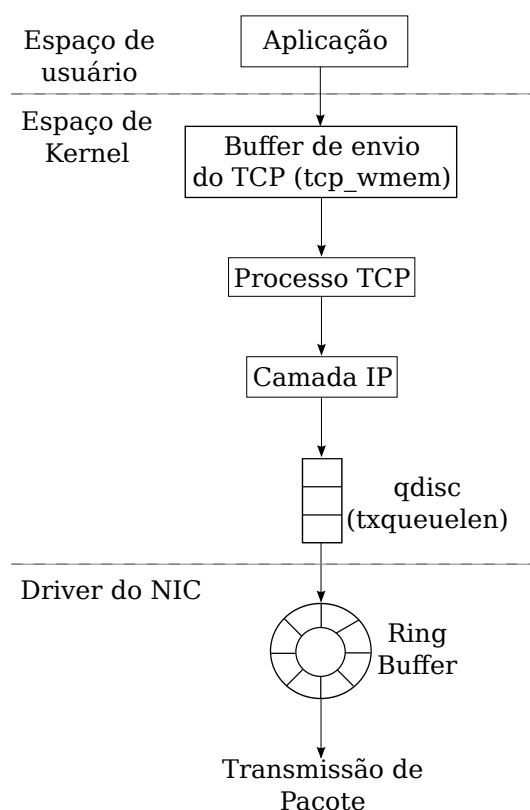 Espaço de
usuário
Aplicação
Espaço de
Kernel
Buffer de envio
do TCP (tcp_wmem)
Processo TCP
Camada IP
qdisc
(txqueuelen)
Driver do NIC
Ring
Buffer
Transmissão de
Pacote